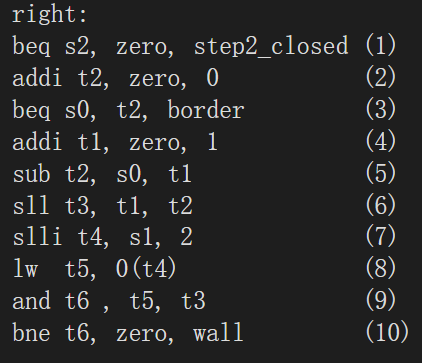 right:
beq s2, zero, step2_closed (1)
addi t2, zero, 0 (2)
beq s0, t2, border (3)
addi t1, zero, 1 (4)
sub t2, s0, t1 (5)
sll t3, t1, t2 (6)
slli t4, s1, 2 (7)
lw t5, 0(t4) (8)
and t6 , t5, t3 (9)
bne t6, zero, wall (10)